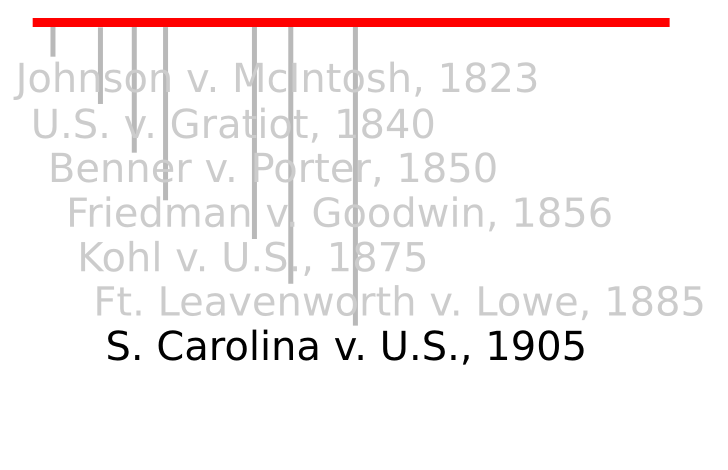 Johnson v. McIntosh, 1823
U.S. v. Gratiot, 1840
Benner v. Porter, 1850
Friedman v. Goodwin, 1856
Kohl v. U.S., 1875
Ft. Leavenworth v. Lowe, 1885
S. Carolina v. U.S., 1905